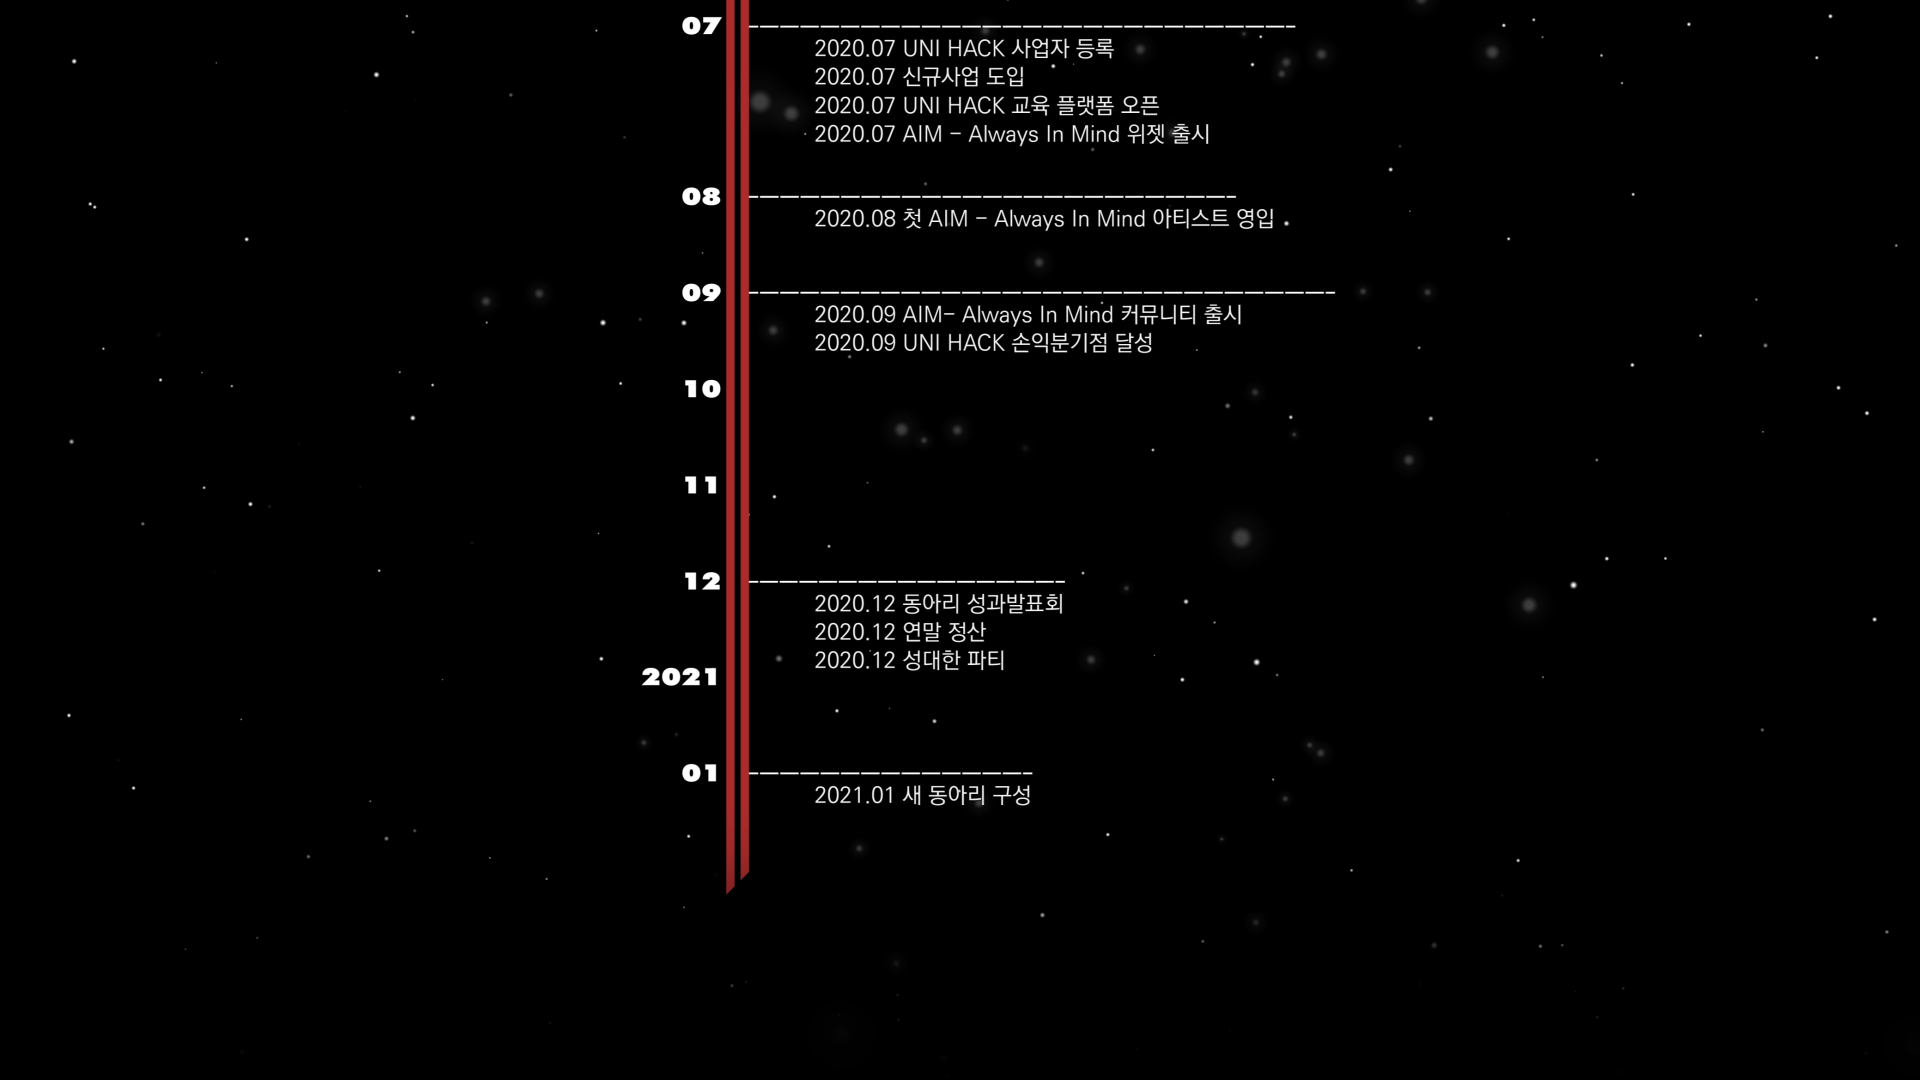 07
2020.07 UNI HACK 사업자 등록
2020.07 신규사업 도입
2020.07 UNI HACK 교육 플랫폼 오픈
2020.07 AIM - Always In Mind 위젯 출시
08
2020.08 첫 AIM - Always In Mind 아티스트 영입
09
2020.09 AIM- Always In Mind 커뮤니티 출시
2020.09 UNI HACK 손익분기점 달성
10
11
12
2020.12 동아리 성과발표회
2020.12 연말 정산
2020.12 성대한 파티
2021
01
2021.01 새 동아리 구성